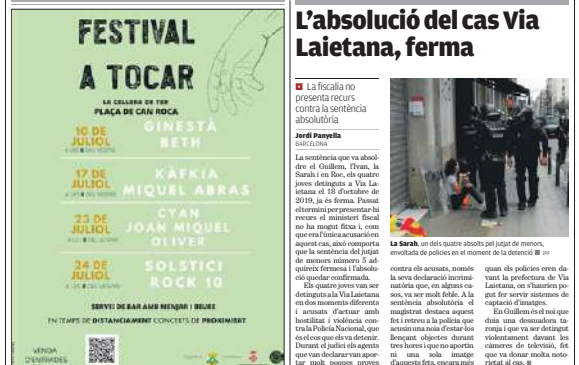 FESTIVAL
A TOCAR
LA CELLERA DE TER
PLAÇA DE CAN ROCA
10 DE
JULIOL
GINESTÀ
BETH
17 DE
JULIOL
KÀFKIA
MIQUEL ABRAS
23 DE
JULIOL
CYAN
JOAN MIQUEL
OLIVER
24 DE
JULIOL
SOLSTICI
ROCK 10
SERVEI DE BAR AMB MENJAR I BEURE
EN TEMPS DE DISTANCIAMENT CONCERTS DE PROXIMITAT
VENDA
D'ENTRADES
L'absolució del cas Via
Laietana, ferma
La fiscalia no
presenta recurs
contra la sentència
absolutòria
Jordi Panyella
BARCELONA
La sentència que va absol-
dre el Guillem, l'Ivan, la
Sarah i en Roc, els quatre
joves detinguts a Via La-
ietana el 18 d'octubre de
2019, ja és ferma. Passat
el termini per presentar-hi
recurs el ministeri fiscal
no ha mogut fitxa i, com
que era l'única acusació en
aquest cas, això comporta
que la sentència del jutjat
de menors número 5 ad-
quireix fermesa i l'absolu-
ció quedar confirmada.
Els quatre joves van ser
detinguts a la Via Laietana
en dos moments diferents
i acusats d'actuar amb
hostilitat i violència con-
tra la Policía Nacional, que
és el cos que els va detenir.
Durant el judici els agents
que van declarar van apor-
tar molt poques proves
La Sarah, un dels quatre absolts pel jutjat de menors,
envoltada de policies en el moment de la detenció
contra els acusats, només
la seva declaració incrimi-
natòria que, en alguns ca-
sos, va ser molt feble. A la
sentència absolutòria el
magistrat destaca aquest
fet i retreu a la policia que
acusin una noia d'estar-los
llençant objectes durant
tres hores i que no aportin
ni una sola imatge
d'aquests fets, encara més
quan els policies eren da-
vant la prefectura de Via
Laietana, on s'haurien po-
gut fer servir sistemes de
captació d'imatges.
En Guillem és el noi que
duia una dessuadora ta-
ronja i que va ser detingut
violentament davant les
càmeres de televisió, fet
que va donar molta noto-
rietat al cas.